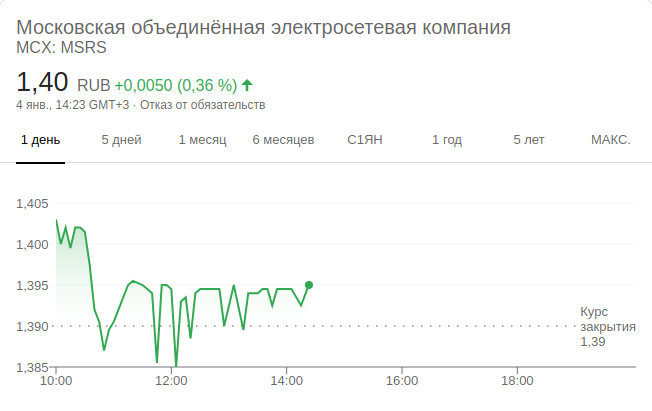 Московская объединённая электросетевая компания
MCX: MSRS
1,40 RUB +0,0050 (0,36 %)
4 янв., 14:23 GMT+3 · Отказ от обязательств
1 день 5 дней 1 месяц 6 месяцев С1ЯН 1 год 5 лет МАКС.
1,405
1,400
1,395
1,390
1,385
Курс
закрытия
1,39
10:00 12:00 14:00 16:00 18:00